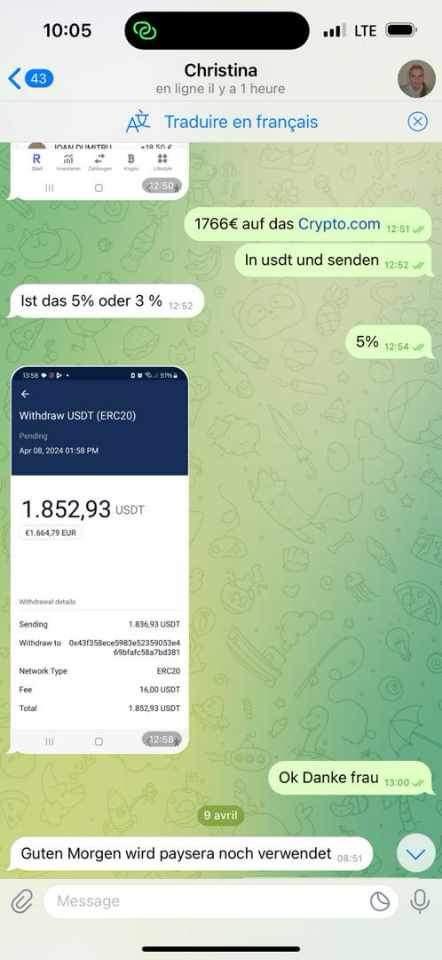 10:05
LTE
43
Christina
en ligne il y a 1 heure
Traduire en français
IOAN DUMITRU +18,50 €
R
Start Investieren Zahlungen Krypto Lifestyle
12:50
1766€ auf das Crypto.com 12:51
In usdt und senden 12:52
Ist das 5% oder 3 % 12:52
5% 12:54
13:58 51%
Withdraw USDT (ERC20)
Pending
Apr 08, 2024 01:58 PM
1.852,93 USDT
€1.664,79 EUR
Withdrawal details
Sending 1.836,93 USDT
Withdraw to 0x43f358ece5983e52359053e4
69bfafc58a7bd381
Network Type ERC20
Fee 16,00 USDT
Total 1.852,93 USDT
12:58
Ok Danke frau 13:00
9 avril
Guten Morgen wird paysera noch verwendet 08:51
Message